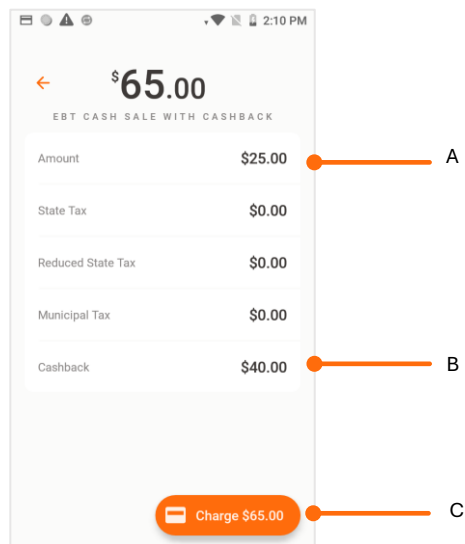 2:10 PM
$65.00
EBT CASH SALE WITH CASHBACK
Amount $25.00 A
State Tax $0.00
Reduced State Tax $0.00
Municipal Tax $0.00
Cashback $40.00 B
Charge $65.00 C